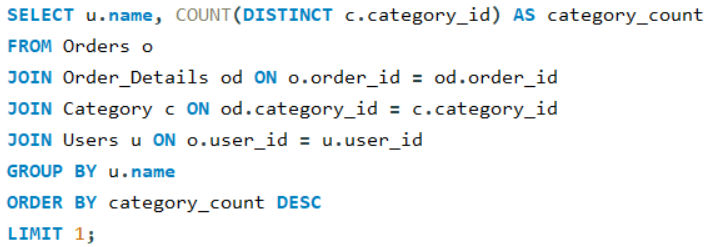 SELECT u.name, COUNT(DISTINCT c.category_id) AS category_count
FROM Orders o
JOIN Order_Details od ON o.order_id = od.order_id
JOIN Category c ON od.category_id = c.category_id
JOIN Users u ON o.user_id = u.user_id
GROUP BY u.name
ORDER BY category_count DESC
LIMIT 1;